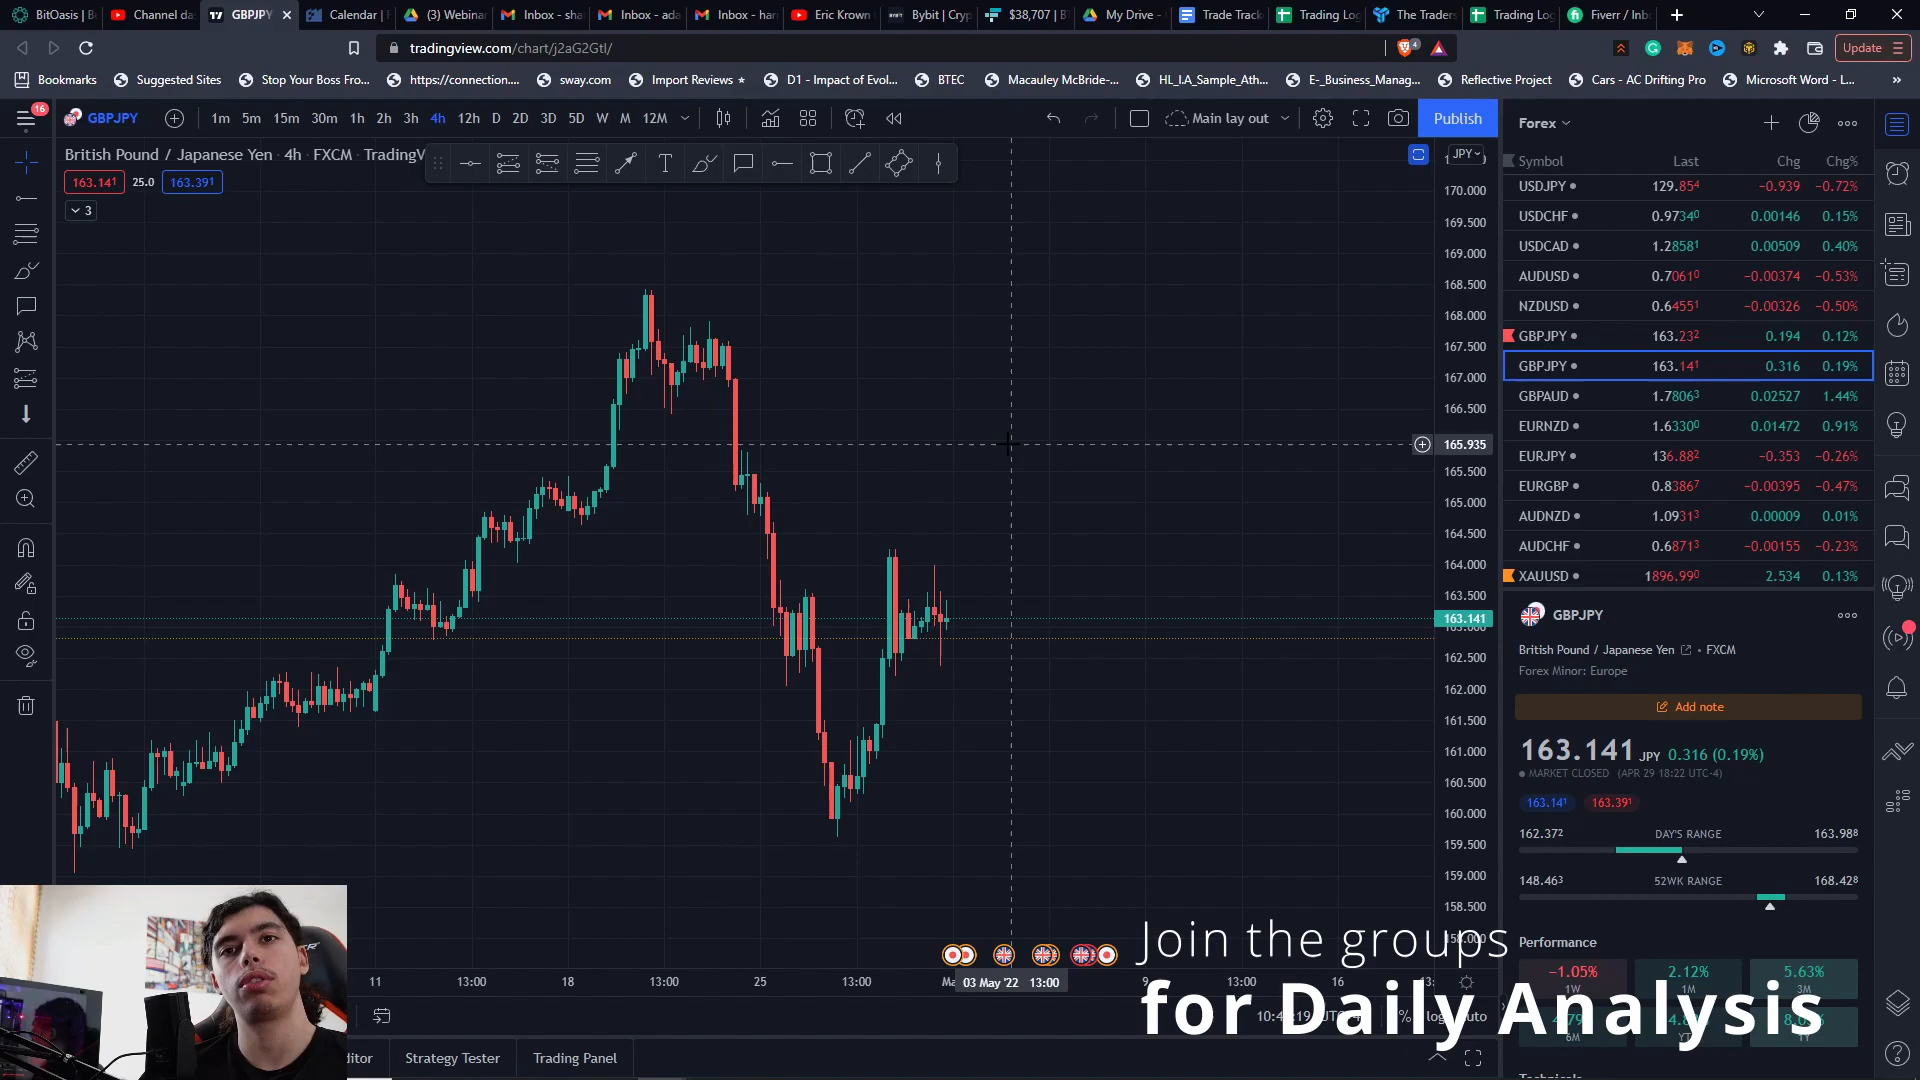 BitOasis
Channel da
GBPJPY
Calendar | F
(3) Webinar
Inbox - sha
Inbox - ada
Inbox - har
Eric Krown
Bybit | Cryp
$38,707 | B
My Drive -
Trade Track
Trading Log
The Traders
Trading Log
Fiverr / Inb
tradingview.com/chart/j2aG2Gtl/
4
Update
Bookmarks
Suggested Sites
Stop Your Boss Fro...
https://connection....
sway.com
Import Reviews ★
D1 - Impact of Evol...
BTEC
Macauley McBride-...
HL_I.A_Sample_Ath...
E-_Business_Manag...
Reflective Project
Cars - AC Drifting Pro
Microsoft Word - L...
16
GBPJPY
1m 5m 15m 30m 1h 2h 3h 4h 12h D 2D 3D 5D W M 12M
Main lay out
Publish
British Pound / Japanese Yen · 4h · FXCM · TradingV
163.141 25.0 163.391
3
JPY
170.000
169.500
169.000
168.500
168.000
167.500
167.000
166.500
165.935
165.500
165.000
164.500
164.000
163.500
163.141
163.000
162.500
162.000
161.500
161.000
160.500
160.000
159.500
159.000
158.500
11 13:00 18 13:00 25 13:00 03 May '22 13:00 9 13:00 16
Strategy Tester
Trading Panel
Forex
Symbol Last Chg Chg%
USDJPY 129.854 −0.939 −0.72%
USDCHF 0.97340 0.00146 0.15%
USDCAD 1.28581 0.00509 0.40%
AUDUSD 0.70610 −0.00374 −0.53%
NZDUSD 0.64551 −0.00326 −0.50%
GBPJPY 163.232 0.194 0.12%
GBPJPY 163.141 0.316 0.19%
GBPAUD 1.78063 0.02527 1.44%
EURNZD 1.63300 0.01472 0.91%
EURJPY 136.882 −0.353 −0.26%
EURGBP 0.83867 −0.00395 −0.47%
AUDNZD 1.09313 0.00009 0.01%
AUDCHF 0.68713 −0.00155 −0.23%
XAUUSD 1896.990 2.534 0.13%
GBPJPY
British Pound / Japanese Yen • FXCM
Forex Minor: Europe
Add note
163.141 JPY 0.316 (0.19%)
MARKET CLOSED (APR 29 18:22 UTC-4)
163.141 163.391
162.372 DAY'S RANGE 163.988
148.463 52WK RANGE 168.428
Performance
−1.05% 2.12% 5.63%
1W 1M 3M
6M 1Y
Join the groups
for Daily Analysis